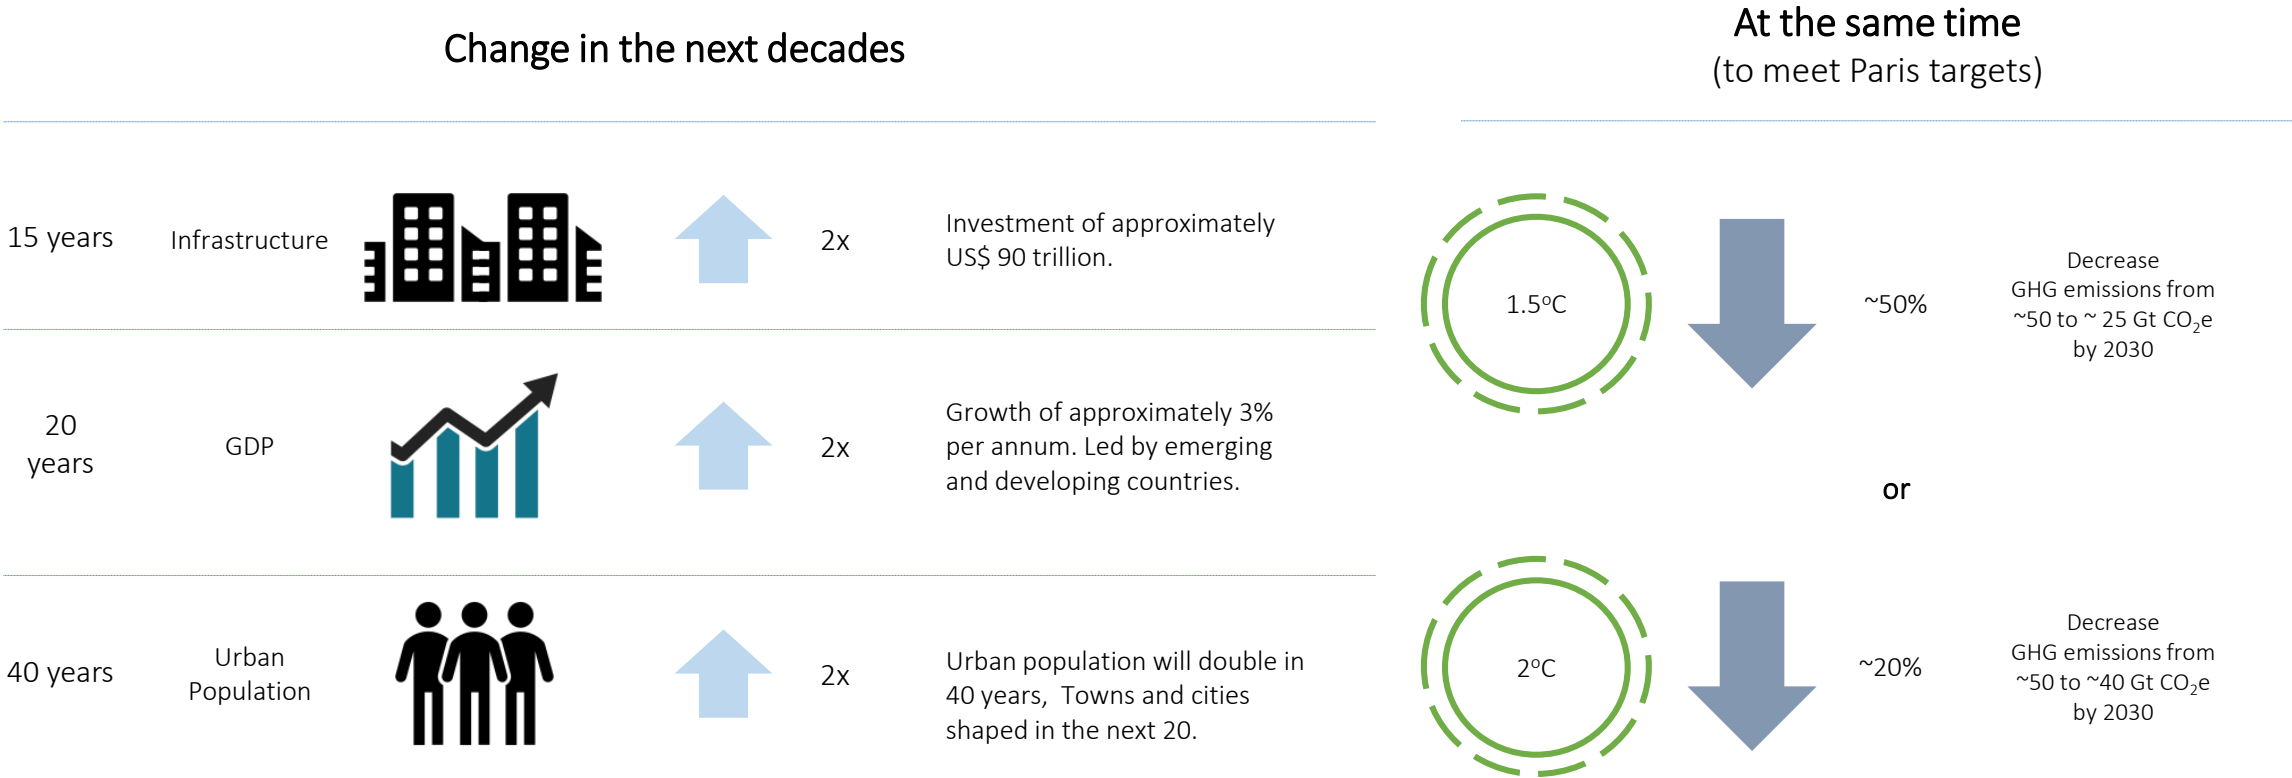 Change in the next decades
15 years
Infrastructure
2x
Investment of approximately
US$ 90 trillion.
20
years
GDP
2x
Growth of approximately 3%
per annum. Led by emerging
and developing countries.
40 years
Urban
Population
2x
Urban population will double in
40 years,  Towns and cities
shaped in the next 20.
At the same time
(to meet Paris targets)
1.5ºC
~50%
Decrease
GHG emissions from
~50 to ~ 25 Gt CO₂e
by 2030
or
2ºC
~20%
Decrease
GHG emissions from
~50 to ~40 Gt CO₂e
by 2030